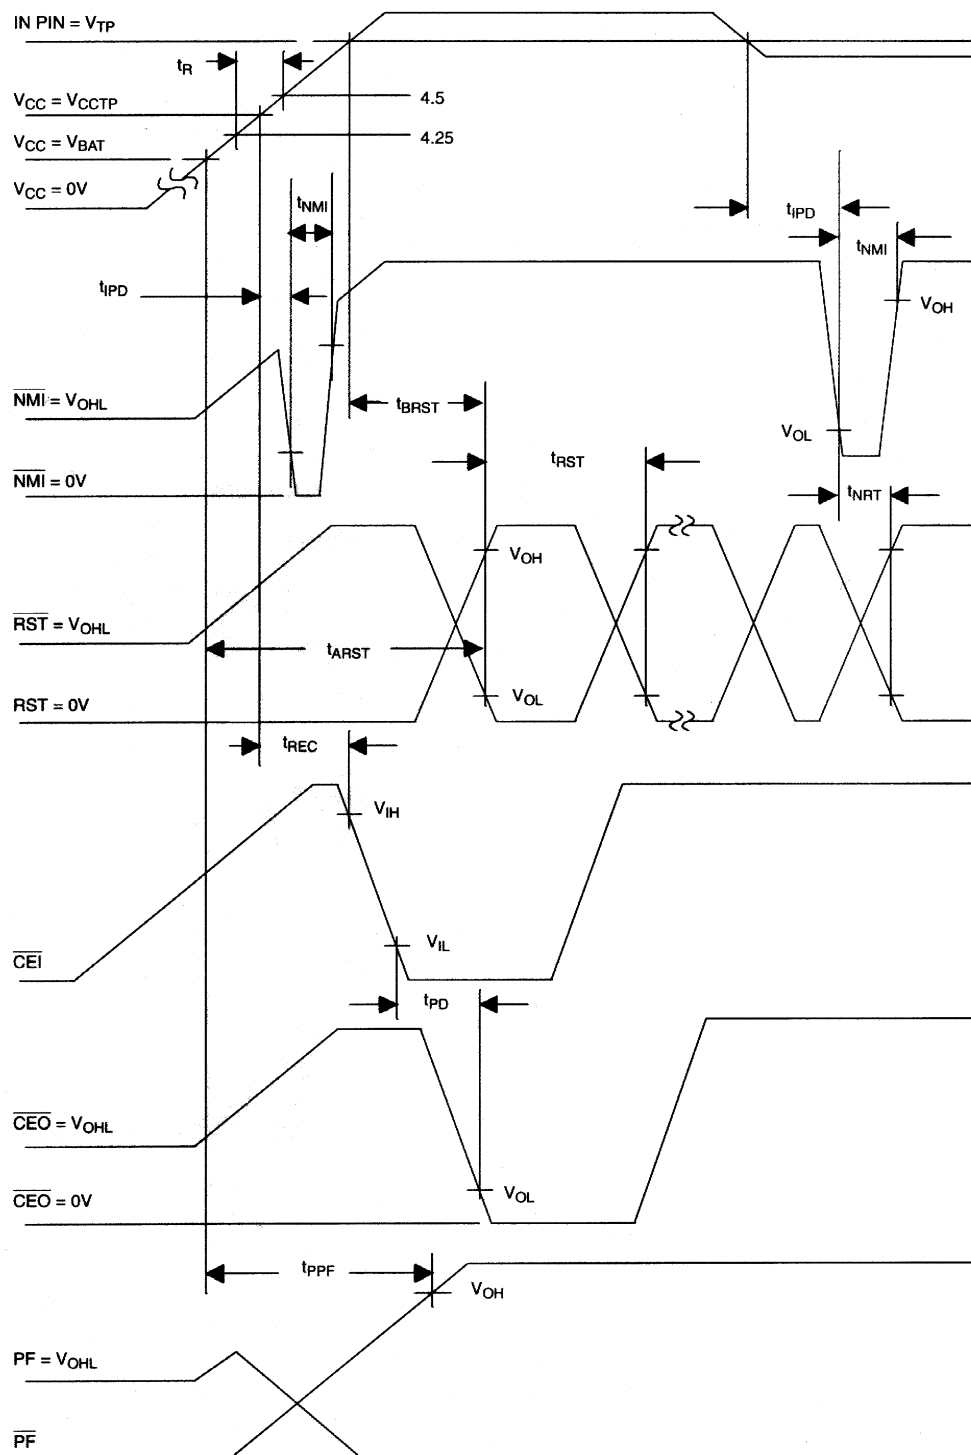 IN PIN = VTP
tR
4.5
VCC = VCCTP
4.25
VCC = VBAT
VCC = 0V
tNMI
tIPD
tNMI
tIPD
VOH
NMI = VOHL
tBRST
VOL
tRST
NMI = 0V
tNRT
VOH
RST = VOHL
tARST
VOL
RST = 0V
tREC
VIH
VIL
CEI
tPD
CEO = VOHL
VOL
CEO = 0V
tPPF
VOH
PF = VOHL
PF